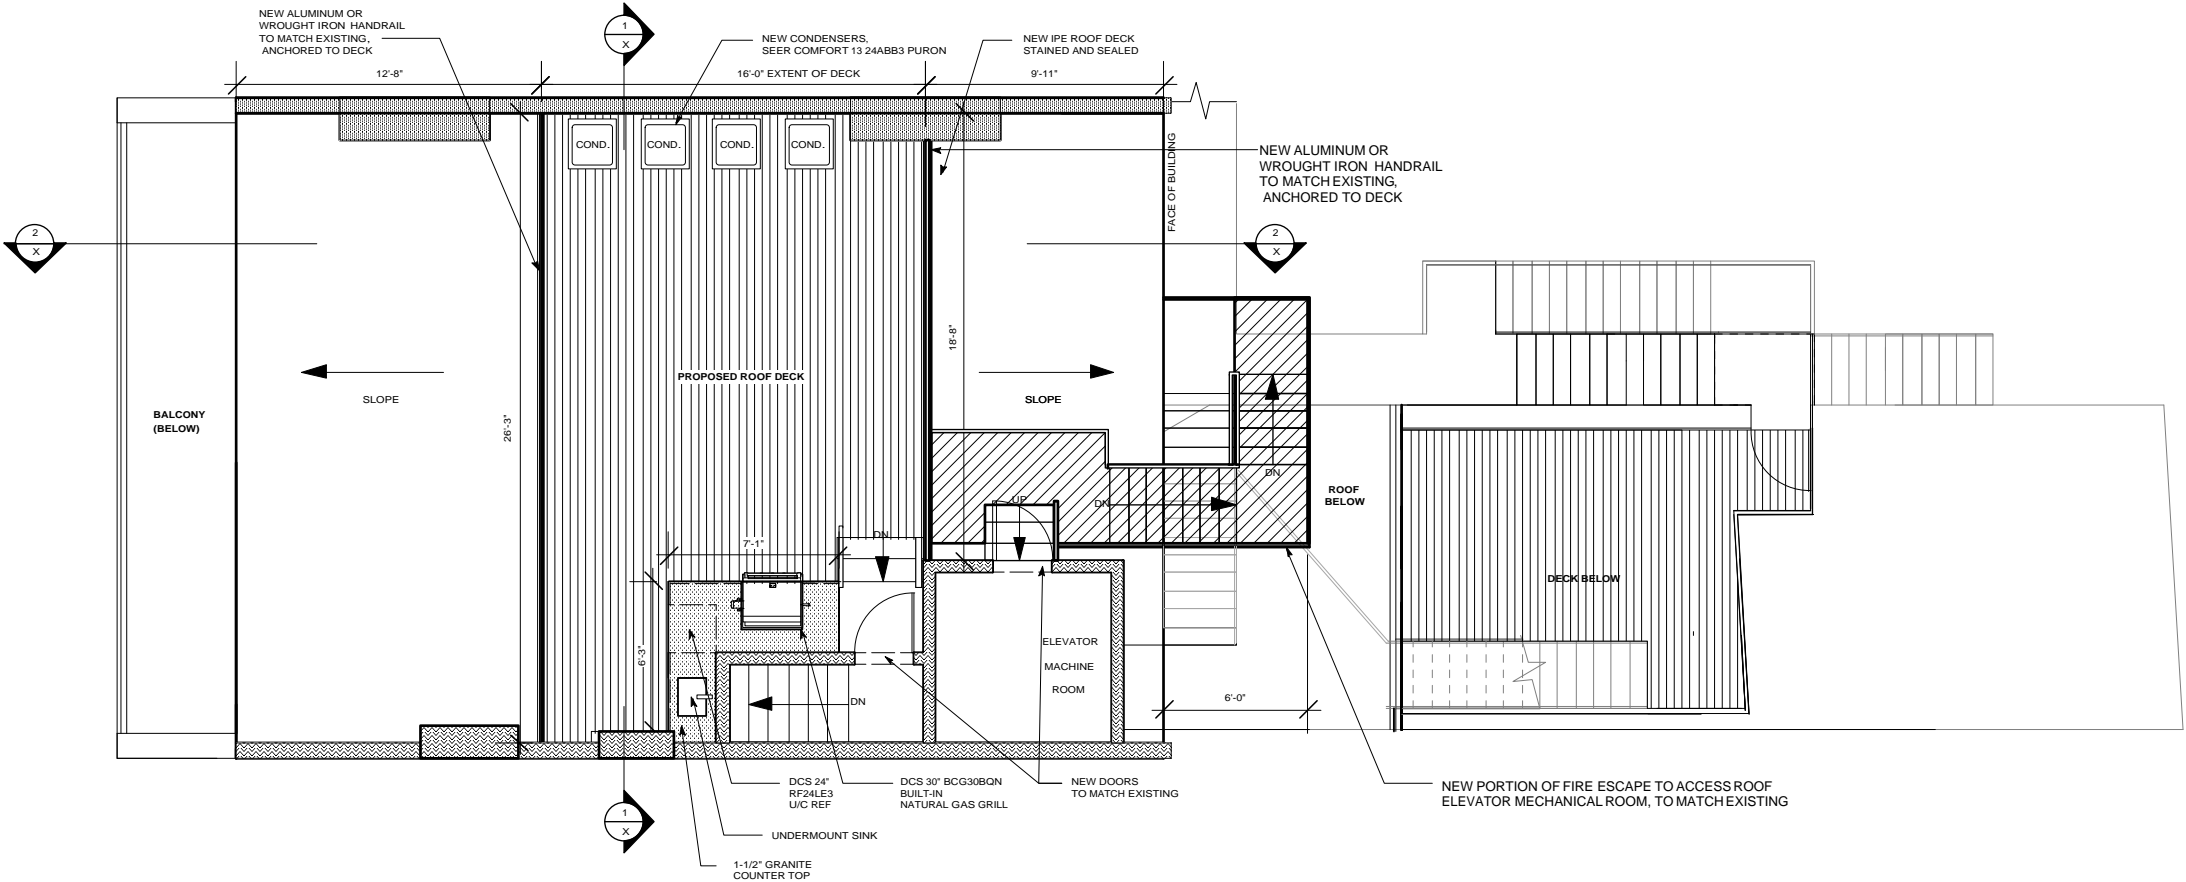 NEW ALUMINUM OR
WROUGHT IRON HANDRAIL
TO MATCH EXISTING,
ANCHORED TO DECK
1
X
NEW CONDENSERS,
SEER COMFORT 13 24ABB3 PURON
NEW IPE ROOF DECK
STAINED AND SEALED
12'-8"
16'-0" EXTENT OF DECK
9'-11"
COND.
COND.
COND.
COND.
FACE OF BUILDING
NEW ALUMINUM OR
WROUGHT IRON HANDRAIL
TO MATCH EXISTING,
ANCHORED TO DECK
2
X
2
X
18'-8"
PROPOSED ROOF DECK
SLOPE
SLOPE
BALCONY
(BELOW)
26'-3"
DN
ROOF
BELOW
UP
DN
DN
7'-1"
DECK BELOW
6'-3"
ELEVATOR
MACHINE
ROOM
DN
6'-0"
DCS 24"
RF24LE3
U/C REF
DCS 30" BCG30BQN
BUILT-IN
NATURAL GAS GRILL
NEW DOORS
TO MATCH EXISTING
NEW PORTION OF FIRE ESCAPE TO ACCESS ROOF
ELEVATOR MECHANICAL ROOM, TO MATCH EXISTING
1
X
UNDERMOUNT SINK
1-1/2" GRANITE
COUNTER TOP